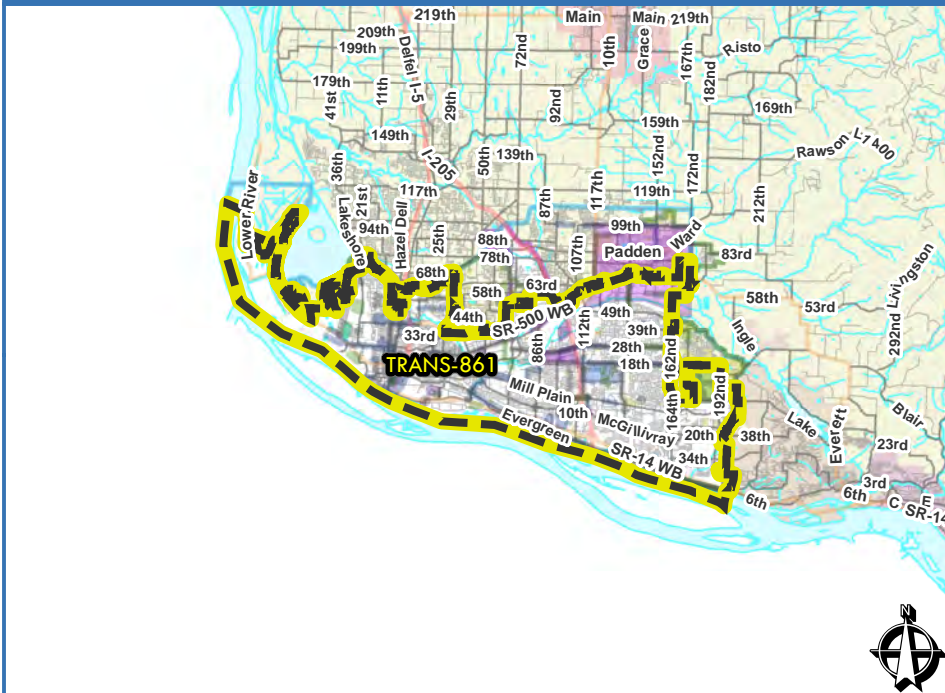 219th
Main
Main
219th
209th
199th
Delfel
I-5
72nd
10th
Grace
167th
Risto
182nd
179th
41st
11th
29th
92nd
169th
159th
149th
I-205
50th
139th
152nd
172nd
Rawson
36th
21st
117th
87th
117th
119th
212th
Lower River
Lakeshore
94th
Hazel Dell
25th
88th
78th
107th
99th
Ward
Padden
83rd
68th
58th
63rd
58th
53rd
292nd
Livingston
44th
SR-500 WB
49th
33rd
112th
39th
Ingle
TRANS-861
86th
28th
18th
162nd
Mill Plain
10th
164th
192nd
Evergreen
McGillivray
20th
38th
Lake
Everett
Blair
23rd
SR-14 WB
34th
6th
3rd
6th
E
C
SR-14
N